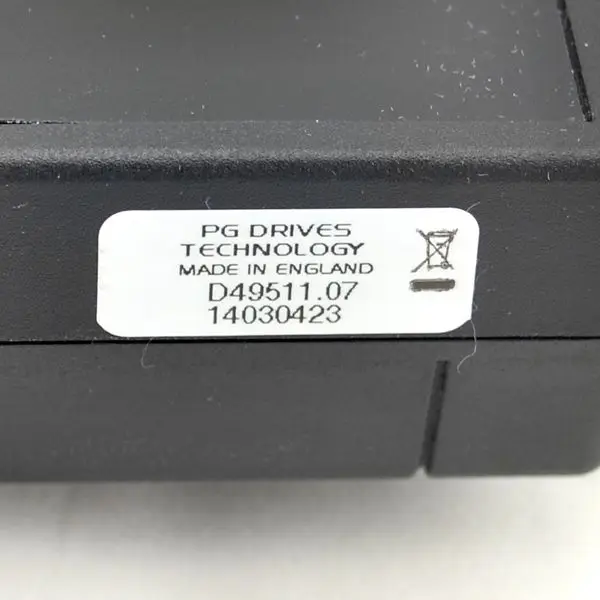 PG DRIVES
TECHNOLOGY
MADE IN ENGLAND
D49511.07
14030423